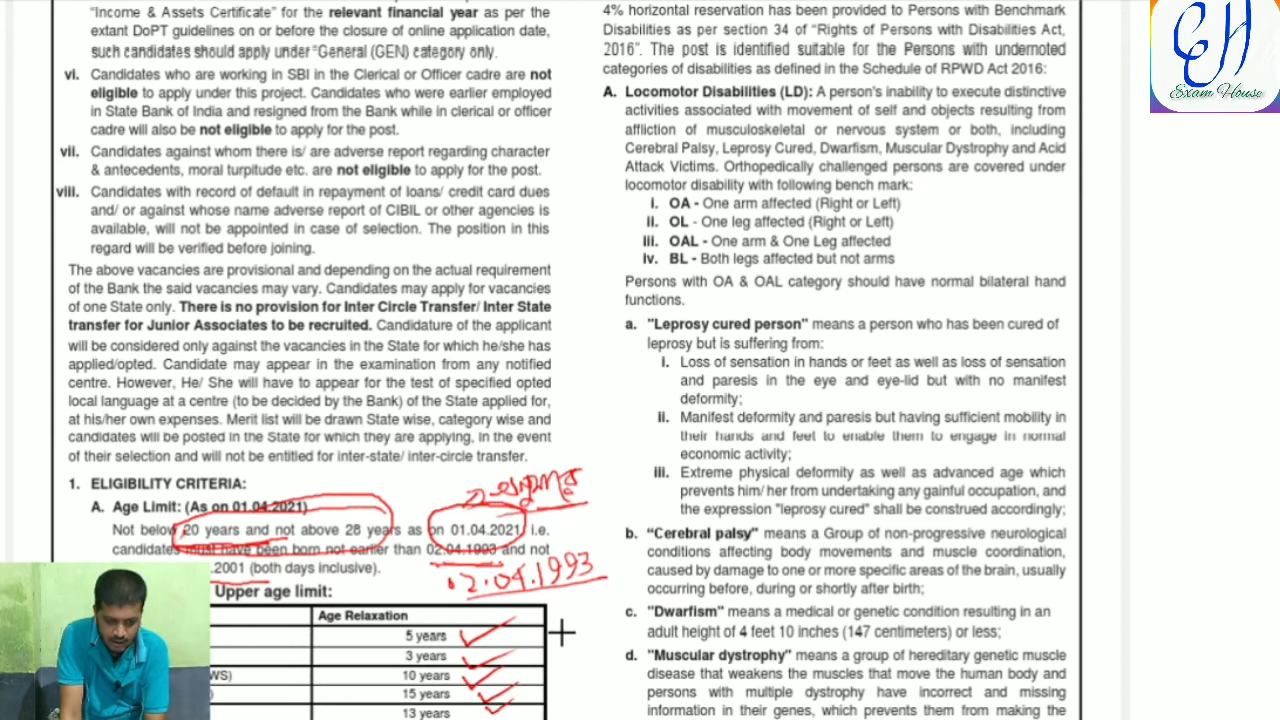 "Income & Assets Certificate" for the relevant financial year as per the
extant DoPT guidelines on or before the closure of online application date,
such candidates should apply under "General (GEN) category only.
vi. Candidates who are working in SBI in the Clerical or Officer cadre are not
eligible to apply under this project. Candidates who were earlier employed
in State Bank of India and resigned from the Bank while in clerical or officer
cadre will also be not eligible to apply for the post.
vii. Candidates against whom there is/ are adverse report regarding character
& antecedents, moral turpitude etc. are not eligible to apply for the post.
viii. Candidates with record of default in repayment of loans/ credit card dues
and/ or against whose name adverse report of CIBIL or other agencies is
available, will not be appointed in case of selection. The position in this
regard will be verified before joining.
The above vacancies are provisional and depending on the actual requirement
of the Bank the said vacancies may vary. Candidates may apply for vacancies
of one State only. There is no provision for Inter Circle Transfer/ Inter State
transfer for Junior Associates to be recruited. Candidature of the applicant
will be considered only against the vacancies in the State for which he/she has
applied/opted. Candidate may appear in the examination from any notified
centre. However, He/ She will have to appear for the test of specified opted
local language at a centre (to be decided by the Bank) of the State applied for,
at his/her own expenses. Merit list will be drawn State wise, category wise and
candidates will be posted in the State for which they are applying, in the event
of their selection and will not be entitled for inter-state/ inter-circle transfer.
1. ELIGIBILITY CRITERIA:
A. Age Limit: (As on 01.04.2021)
Not below 20 years and not above 28 years as on 01.04.2021 i.e.
candidates must have been born not earlier than 02.04.1993 and not
.2001 (both days inclusive).
02.04.1993
Upper age limit:
Age Relaxation
5 years
3 years
WS) 10 years
) 15 years
13 years
4% horizontal reservation has been provided to Persons with Benchmark
Disabilities as per section 34 of "Rights of Persons with Disabilities Act,
2016". The post is identified suitable for the Persons with undernoted
categories of disabilities as defined in the Schedule of RPWD Act 2016:
A. Locomotor Disabilities (LD): A person's inability to execute distinctive
activities associated with movement of self and objects resulting from
affliction of musculoskeletal or nervous system or both, including
Cerebral Palsy, Leprosy Cured, Dwarfism, Muscular Dystrophy and Acid
Attack Victims. Orthopedically challenged persons are covered under
locomotor disability with following bench mark:
i. OA - One arm affected (Right or Left)
ii. OL - One leg affected (Right or Left)
iii. OAL - One arm & One Leg affected
iv. BL - Both legs affected but not arms
Persons with OA & OAL category should have normal bilateral hand
functions.
a. "Leprosy cured person" means a person who has been cured of
leprosy but is suffering from:
i. Loss of sensation in hands or feet as well as loss of sensation
and paresis in the eye and eye-lid but with no manifest
deformity;
ii. Manifest deformity and paresis but having sufficient mobility in
their hands and feet to enable them to engage in normal
economic activity;
iii. Extreme physical deformity as well as advanced age which
prevents him/ her from undertaking any gainful occupation, and
the expression "leprosy cured" shall be construed accordingly;
b. "Cerebral palsy" means a Group of non-progressive neurological
conditions affecting body movements and muscle coordination,
caused by damage to one or more specific areas of the brain, usually
occurring before, during or shortly after birth;
c. "Dwarfism" means a medical or genetic condition resulting in an
adult height of 4 feet 10 inches (147 centimeters) or less;
d. "Muscular dystrophy" means a group of hereditary genetic muscle
disease that weakens the muscles that move the human body and
persons with multiple dystrophy have incorrect and missing
information in their genes, which prevents them from making the
EH
Exam House